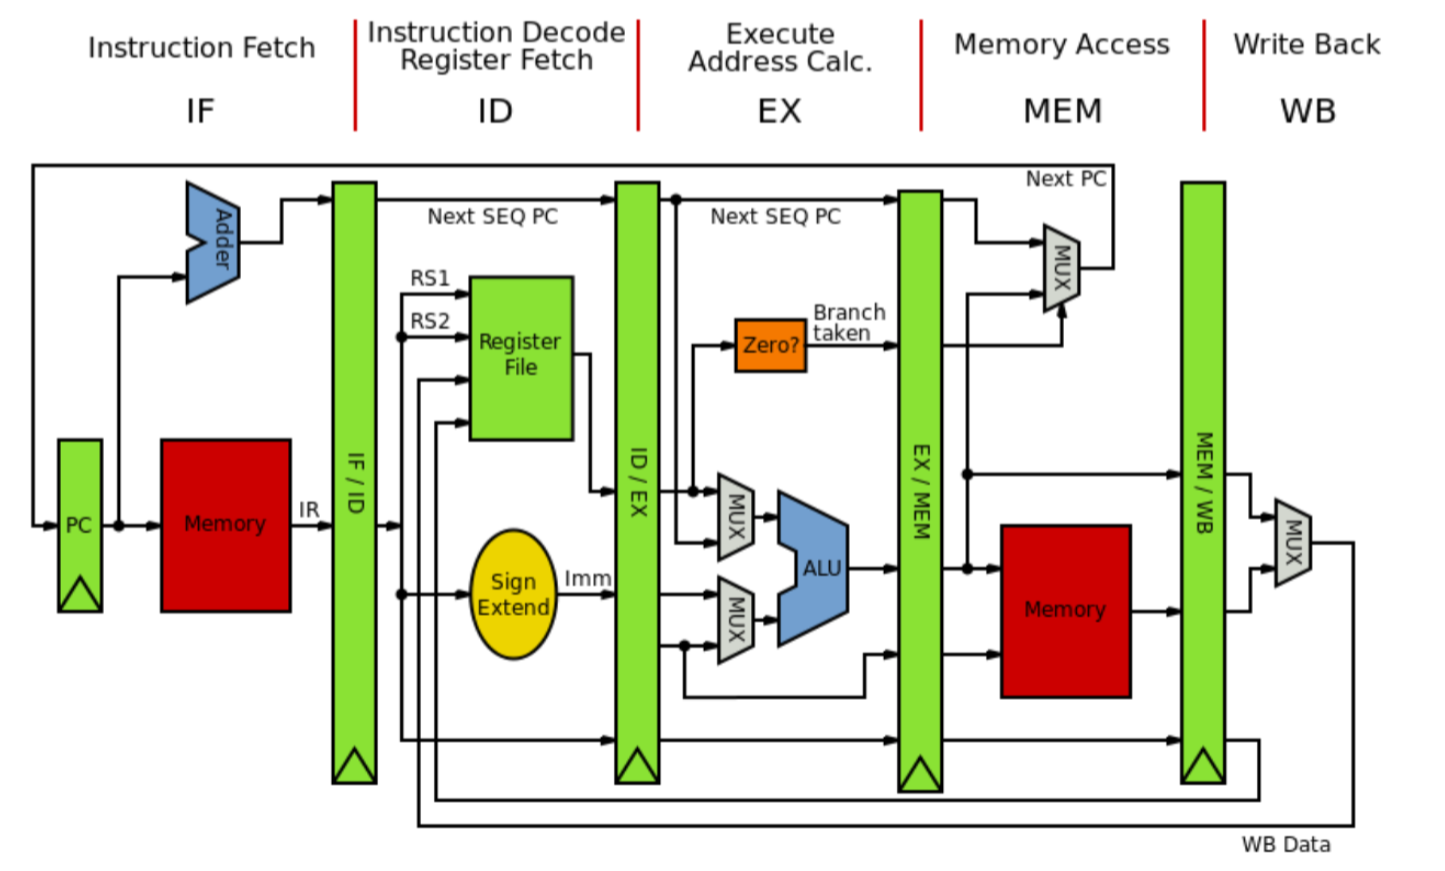 Instruction Fetch
Instruction Decode
Register Fetch
Execute
Address Calc.
Memory Access
Write Back
IF
ID
EX
MEM
WB
Next PC
Adder
Next SEQ PC
Next SEQ PC
MUX
RS1
RS2
Register
File
Zero?
Branch
taken
IF / ID
ID / EX
EX / MEM
MEM / WB
PC
Memory
IR
MUX
MUX
ALU
Sign
Extend
Imm
MUX
Memory
WB Data